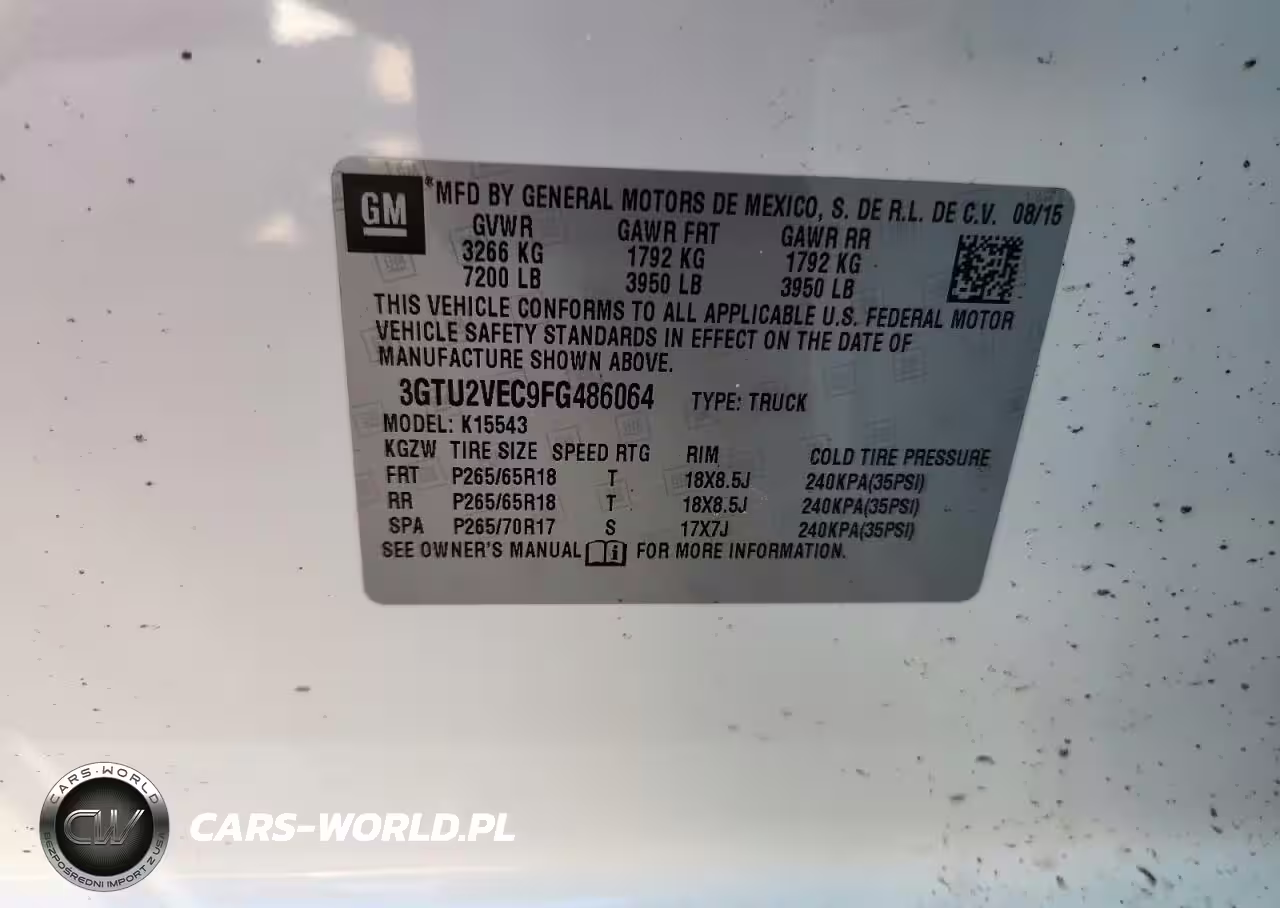 GM
®MFD BY GENERAL MOTORS DE MEXICO, S. DE R.L. DE C.V. 08/15
GVWR GAWR FRT GAWR RR
3266 KG 1792 KG 1792 KG
7200 LB 3950 LB 3950 LB
THIS VEHICLE CONFORMS TO ALL APPLICABLE U.S. FEDERAL MOTOR
VEHICLE SAFETY STANDARDS IN EFFECT ON THE DATE OF
MANUFACTURE SHOWN ABOVE.
3GTU2VEC9FG486064 TYPE: TRUCK
MODEL: K15543
KGZW TIRE SIZE SPEED RTG RIM COLD TIRE PRESSURE
FRT P265/65R18 T 18X8.5J 240KPA(35PSI)
RR P265/65R18 T 18X8.5J 240KPA(35PSI)
SPA P265/70R17 S 17X7J 240KPA(35PSI)
SEE OWNER'S MANUAL i FOR MORE INFORMATION.
CARS-WORLD
CW
BEZPOŚREDNI IMPORT Z USA
CARS-WORLD.PL